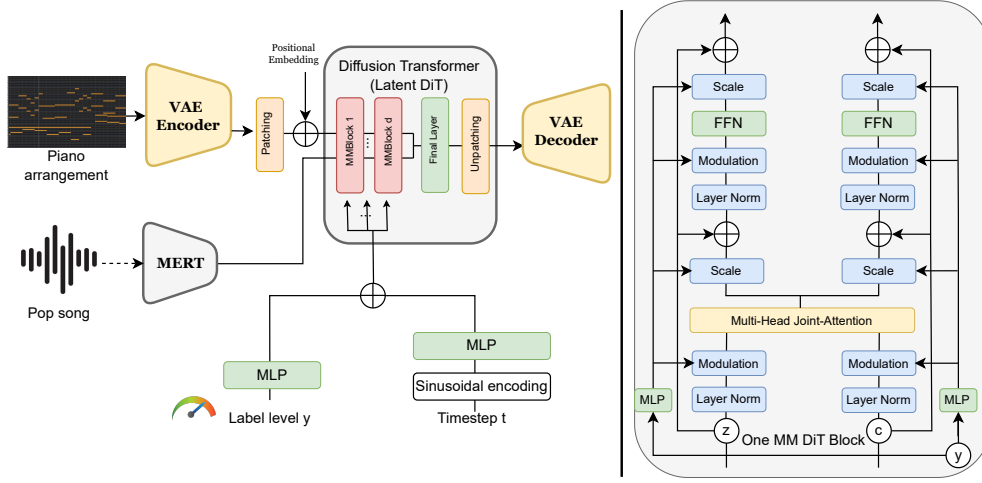 Positional
Embedding
Diffusion Transformer
(Latent DiT)
VAE
Encoder
Patching
MMBlock 1
...
MMBlock d
Final Layer
Unpatching
VAE
Decoder
Piano
arrangement
...
MERT
Pop song
MLP
Label level y
MLP
Sinusoidal encoding
Timestep t
Scale
FFN
Modulation
Layer Norm
Scale
Scale
FFN
Modulation
Layer Norm
Scale
Multi-Head Joint-Attention
Modulation
Layer Norm
Modulation
Layer Norm
MLP
MLP
z
c
One MM DiT Block
y